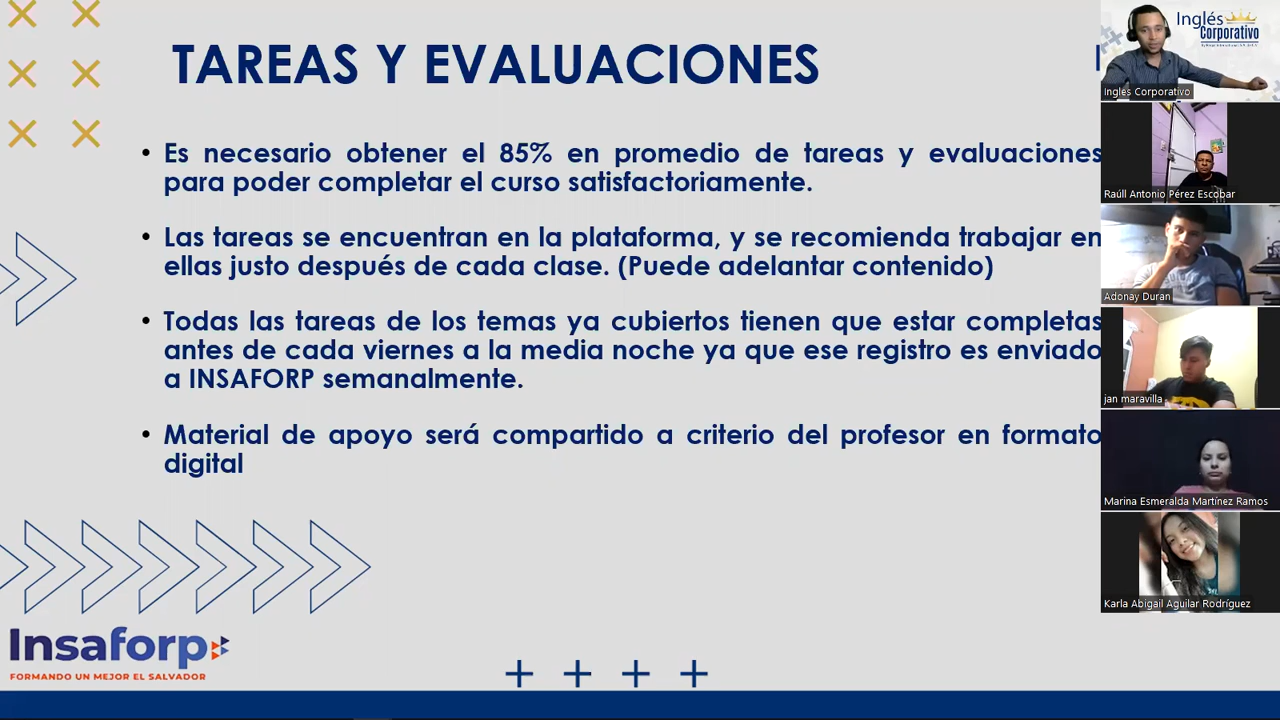 TAREAS Y EVALUACIONES
• Es necesario obtener el 85% en promedio de tareas y evaluaciones
para poder completar el curso satisfactoriamente.
• Las tareas se encuentran en la plataforma, y se recomienda trabajar en
ellas justo después de cada clase. (Puede adelantar contenido)
• Todas las tareas de los temas ya cubiertos tienen que estar completas
antes de cada viernes a la media noche ya que ese registro es enviado
a INSAFORP semanalmente.
• Material de apoyo será compartido a criterio del profesor en formato
digital
Insaforp
FORMANDO UN MEJOR EL SALVADOR
Inglés
Corporativo
Inglés Corporativo
Raúll Antonio Pérez Escobar
Adonay Duran
jan maravilla
Marina Esmeralda Martínez Ramos
Karla Abigail Aguilar Rodríguez